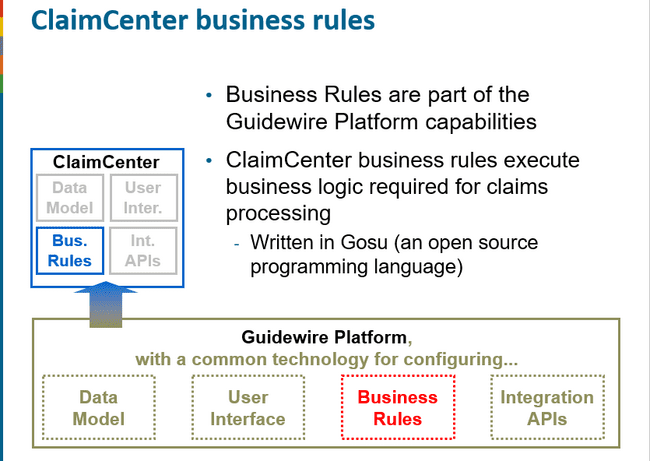 ClaimCenter business rules
• Business Rules are part of the
Guidewire Platform capabilities
• ClaimCenter business rules execute
business logic required for claims
processing
- Written in Gosu (an open source
programming language)
ClaimCenter
Data
Model
User
Inter.
Bus.
Rules
Int.
APIs
Guidewire Platform,
with a common technology for configuring...
Data
Model
User
Interface
Business
Rules
Integration
APIs